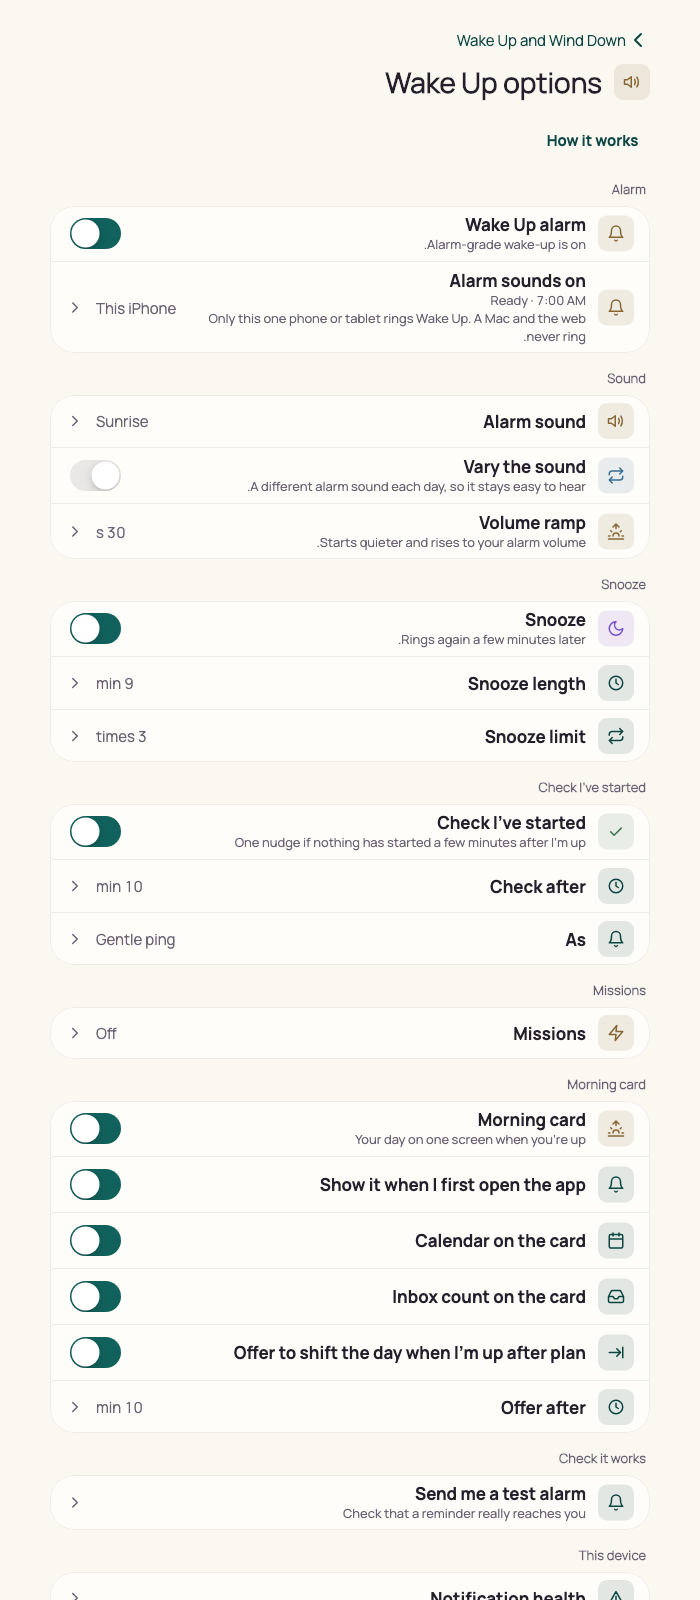 Wake Up and Wind Down
Wake Up options
How it works
Alarm
Wake Up alarm
Alarm-grade wake-up is on.
Alarm sounds on
Ready · 7:00 AM
Only this one phone or tablet rings Wake Up. A Mac and the web
never ring.
This iPhone
Sound
Alarm sound
Sunrise
Vary the sound
A different alarm sound each day, so it stays easy to hear.
Volume ramp
Starts quieter and rises to your alarm volume.
30 s
Snooze
Snooze
Rings again a few minutes later.
Snooze length
9 min
Snooze limit
3 times
Check I've started
Check I've started
One nudge if nothing has started a few minutes after I'm up
Check after
10 min
As
Gentle ping
Missions
Missions
Off
Morning card
Morning card
Your day on one screen when you're up
Show it when I first open the app
Calendar on the card
Inbox count on the card
Offer to shift the day when I'm up after plan
Offer after
10 min
Check it works
Send me a test alarm
Check that a reminder really reaches you
This device
Notification health